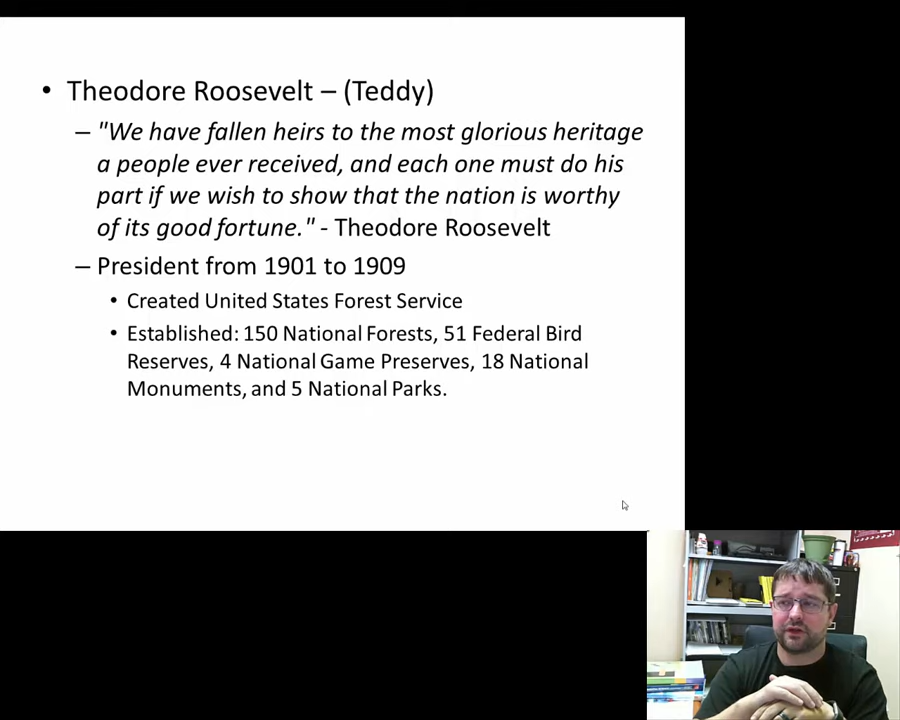 • Theodore Roosevelt – (Teddy)
– "We have fallen heirs to the most glorious heritage
a people ever received, and each one must do his
part if we wish to show that the nation is worthy
of its good fortune." - Theodore Roosevelt
– President from 1901 to 1909
• Created United States Forest Service
• Established: 150 National Forests, 51 Federal Bird
Reserves, 4 National Game Preserves, 18 National
Monuments, and 5 National Parks.